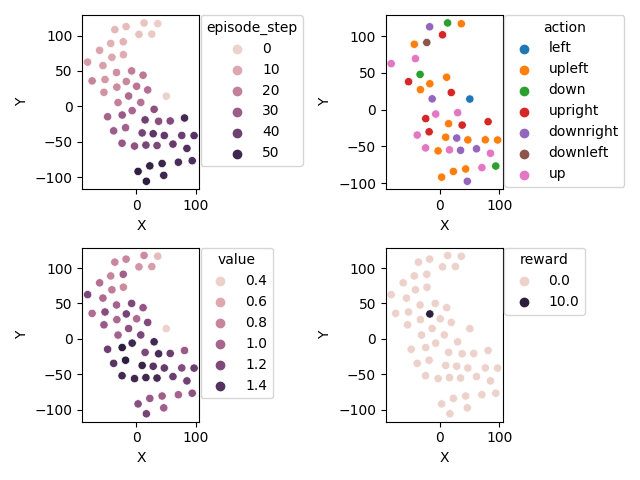 episode_step
0
10
20
30
40
50
100
50
0
−50
−100
Y
0
100
X
action
left
upleft
down
upright
downright
downleft
up
100
50
0
−50
−100
Y
0
100
X
value
0.4
0.6
0.8
1.0
1.2
1.4
100
50
0
−50
−100
Y
0
100
X
reward
0.0
10.0
100
50
0
−50
−100
Y
0
100
X